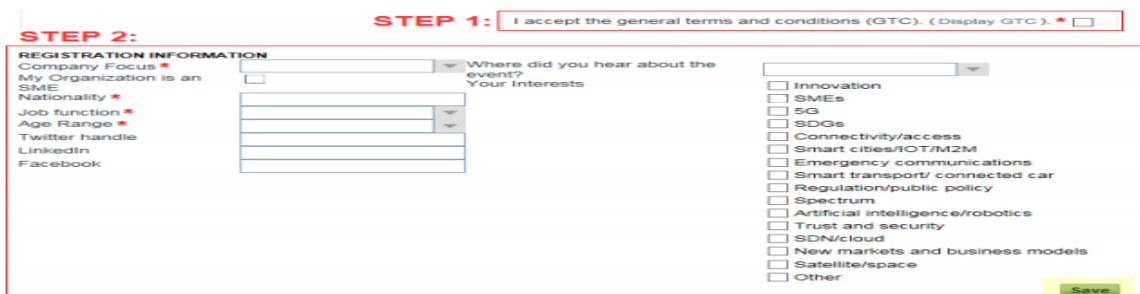 STEP 1: I accept the general terms and conditions (GTC). (Display GTC). *
STEP 2:
REGISTRATION INFORMATION
Company Focus *
My Organization is an
SME
Nationality *
Job function *
Age Range *
Twitter handle
LinkedIn
Facebook
Where did you hear about the
event?
Your Interests
Innovation
SMEs
5G
SDGs
Connectivity/access
Smart cities/IOT/M2M
Emergency communications
Smart transport/ connected car
Regulation/public policy
Spectrum
Artificial intelligence/robotics
Trust and security
SDN/cloud
New markets and business models
Satellite/space
Other
Save